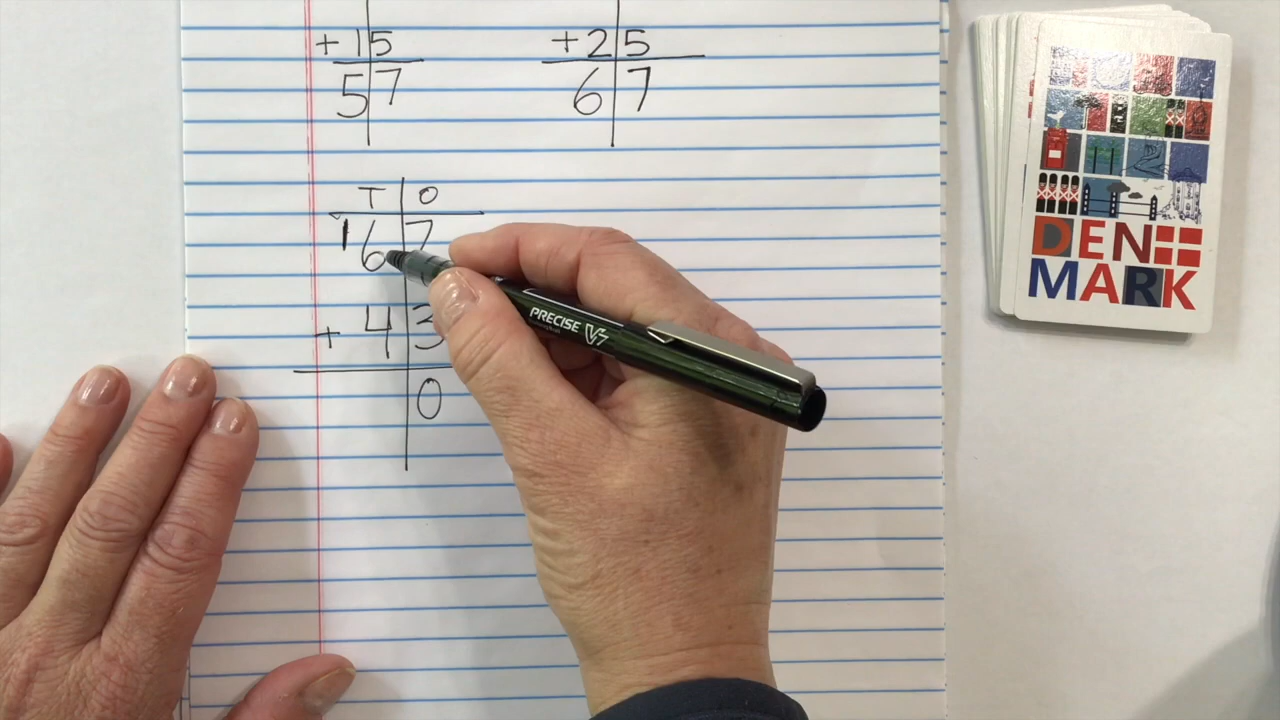 +15 +25
57 67
T O
1 67
+ 43
0
PRECISE V7
DEN
MARK